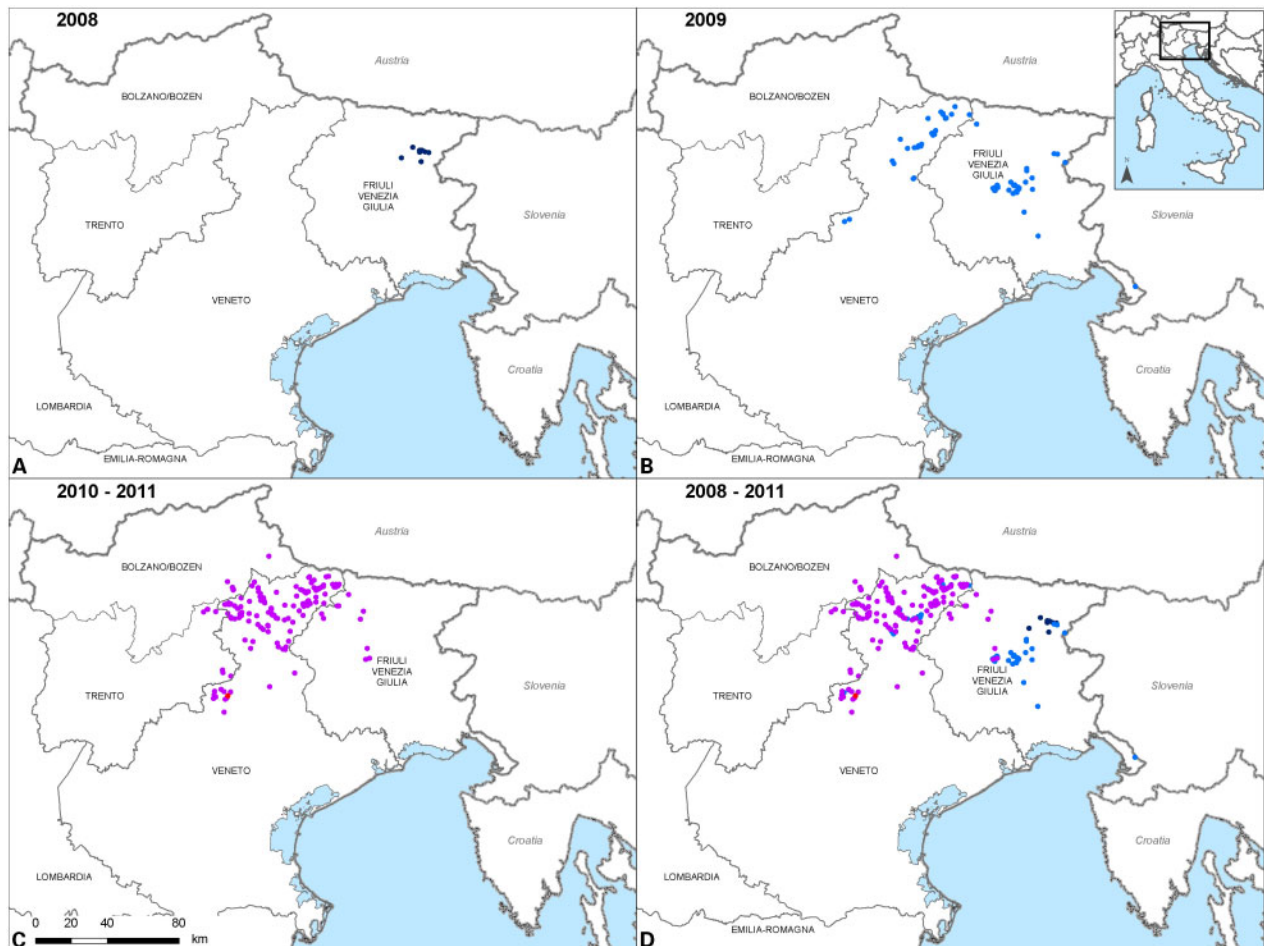 2008
Austria
BOLZANO/BOZEN
FRIULI
VENEZIA
GIULIA
Slovenia
TRENTO
VENETO
Croatia
LOMBARDIA
EMILIA-ROMAGNA
A
2009
Austria
BOLZANO/BOZEN
FRIULI
VENEZIA
GIULIA
N
Slovenia
TRENTO
VENETO
Croatia
LOMBARDIA
EMILIA-ROMAGNA
B
2010 - 2011
Austria
BOLZANO/BOZEN
FRIULI
VENEZIA
GIULIA
Slovenia
TRENTO
VENETO
Croatia
LOMBARDIA
0 20 40 80
km
C
2008 - 2011
Austria
BOLZANO/BOZEN
FRIULI
VENEZIA
GIULIA
Slovenia
TRENTO
VENETO
Croatia
LOMBARDIA
EMILIA-ROMAGNA
D